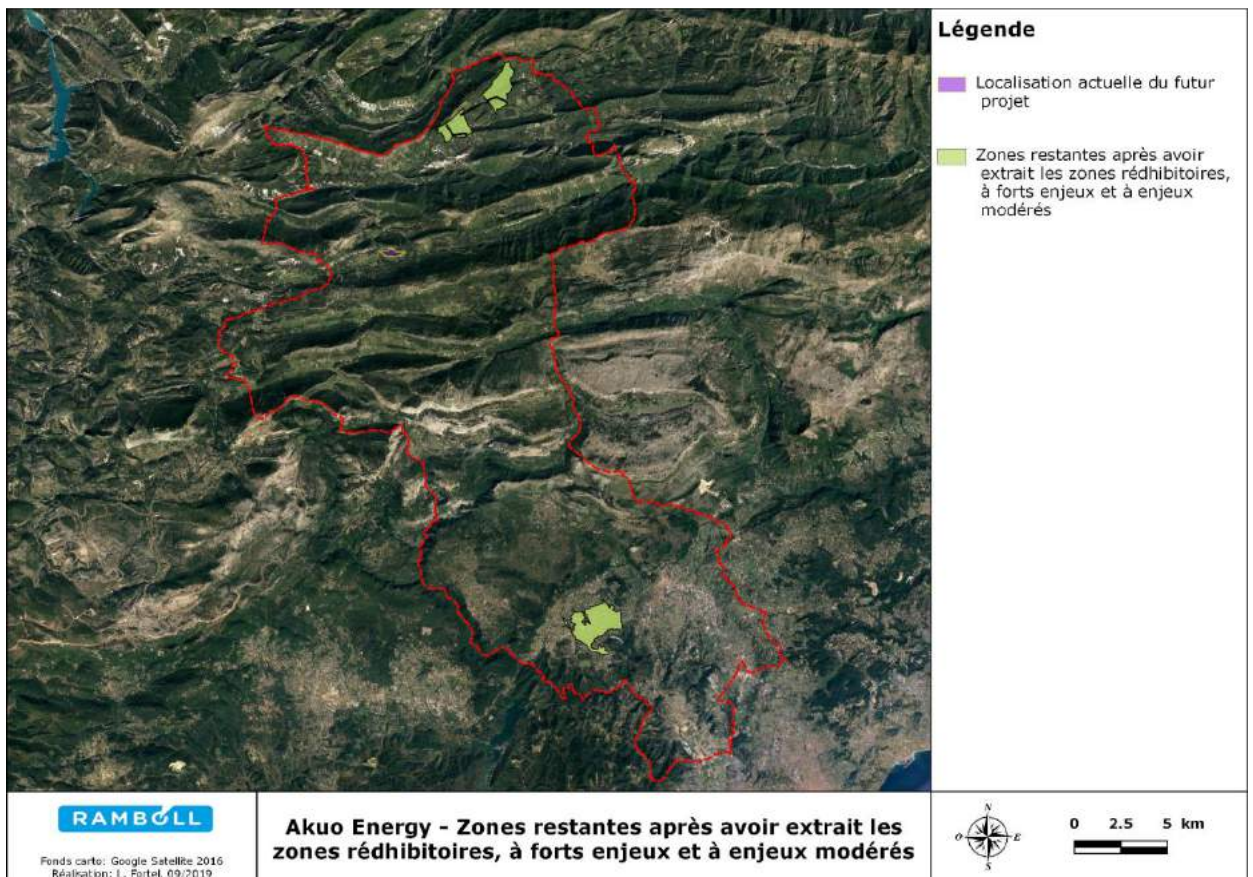 Légende
Localisation actuelle du futur
projet
Zones restantes après avoir
extrait les zones rédhibitoires,
à forts enjeux et à enjeux
modérés
RAMBOLL
Fonds carto: Google Satellite 2016
Réalisation: L. Fortel, 09/2019
Akuo Energy - Zones restantes après avoir extrait les
zones rédhibitoires, à forts enjeux et à enjeux modérés
N
O
E
S
0 2.5 5 km